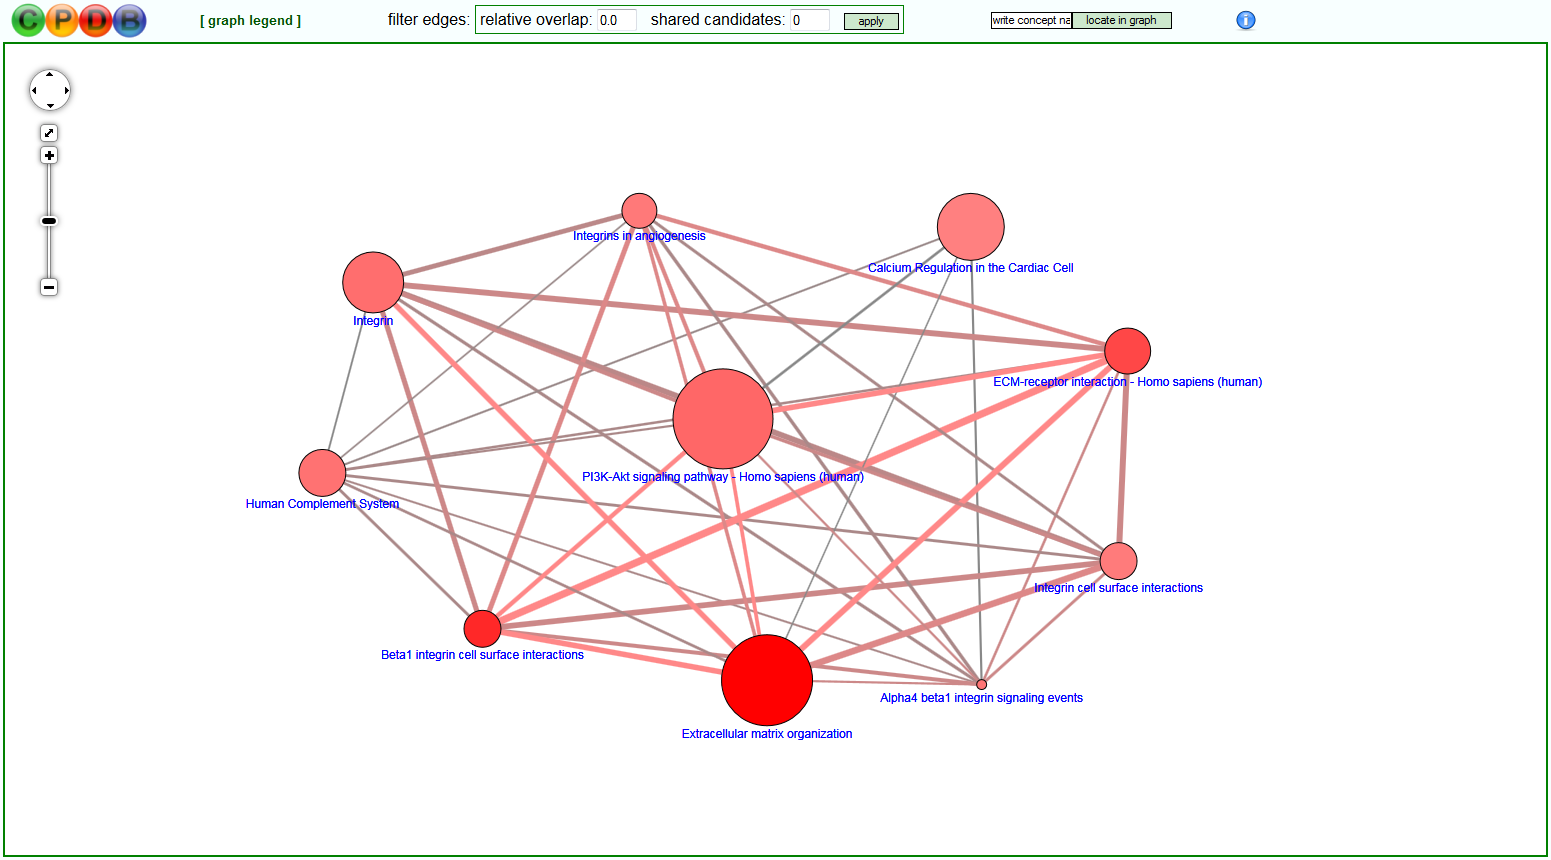 C P D B
[ graph legend ]
filter edges: relative overlap: 0.0 shared candidates: 0 apply
write concept na locate in graph
i
Integrins in angiogenesis
Calcium Regulation in the Cardiac Cell
Integrin
ECM-receptor interaction - Homo sapiens (human)
PI3K-Akt signaling pathway - Homo sapiens (human)
Human Complement System
Integrin cell surface interactions
Beta1 integrin cell surface interactions
Alpha4 beta1 integrin signaling events
Extracellular matrix organization